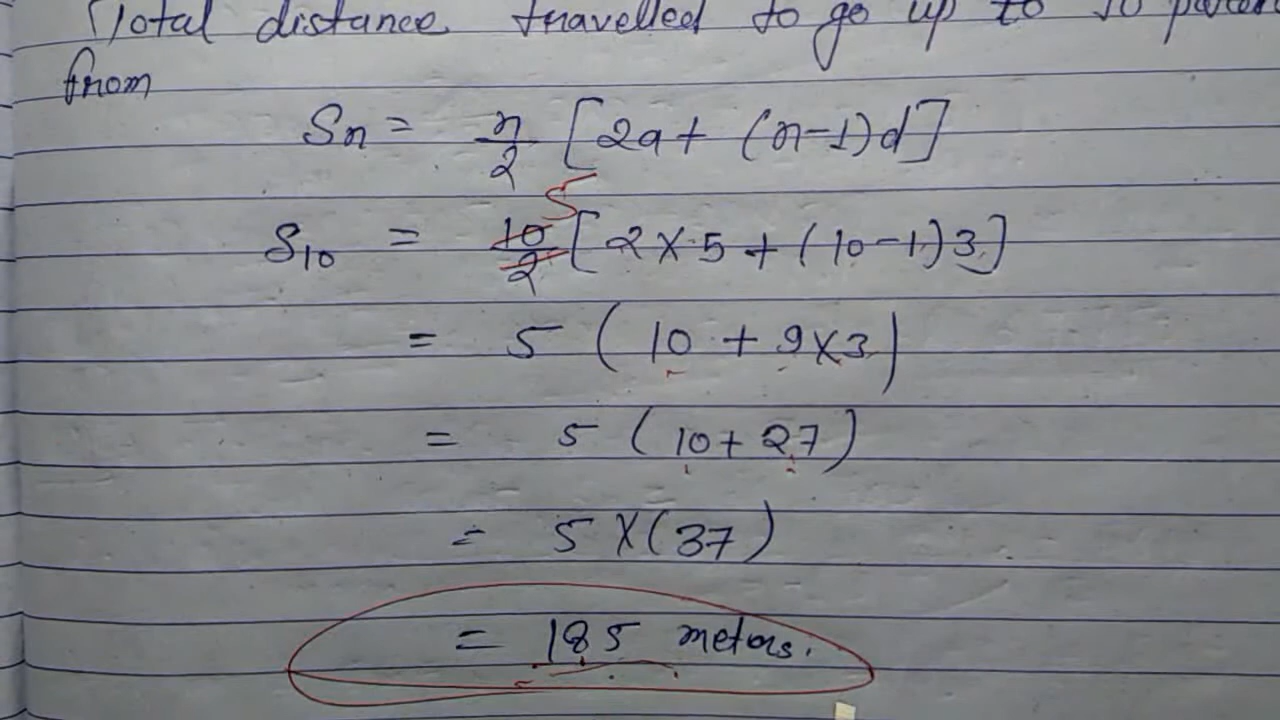 Total distance travelled to go up to 10
from
Sn = n/2 [2a + (n-1)d]
5
S10 = 10/2 [2×5 + (10-1)3]
= 5 (10 + 9×3)
= 5 (10 + 27)
= 5 × (37)
= 185 meters.